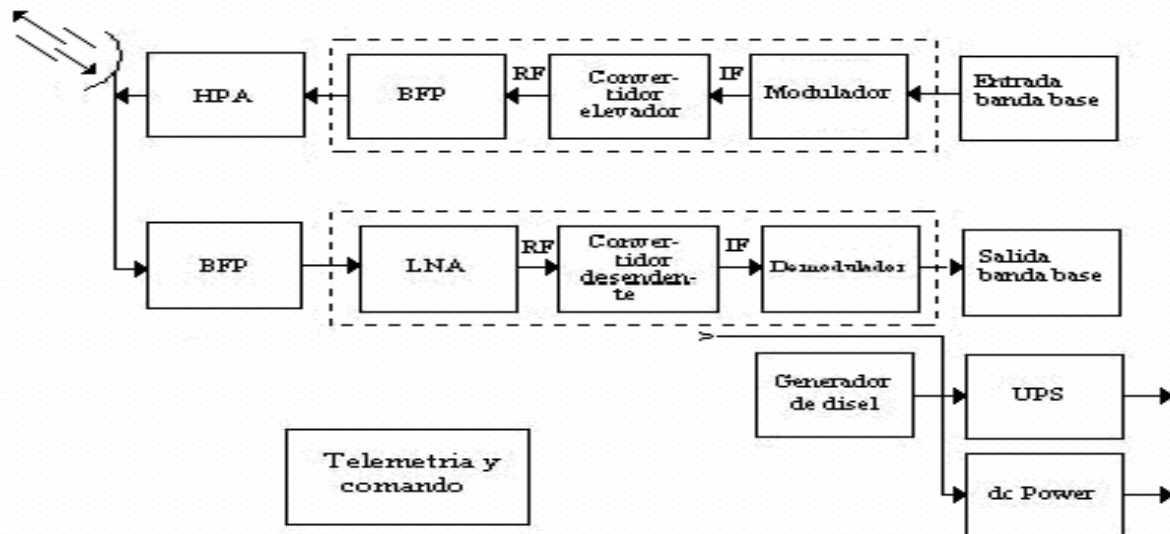 HPA
BFP
RF
Conver-
tidor
elevador
IF
Modulador
Entrada
banda base
BFP
LNA
RF
Conver-
tidor
desenden-
te
IF
Demodulador
Salida
banda base
Generador
de disel
UPS
Telemetria y
comando
dc Power